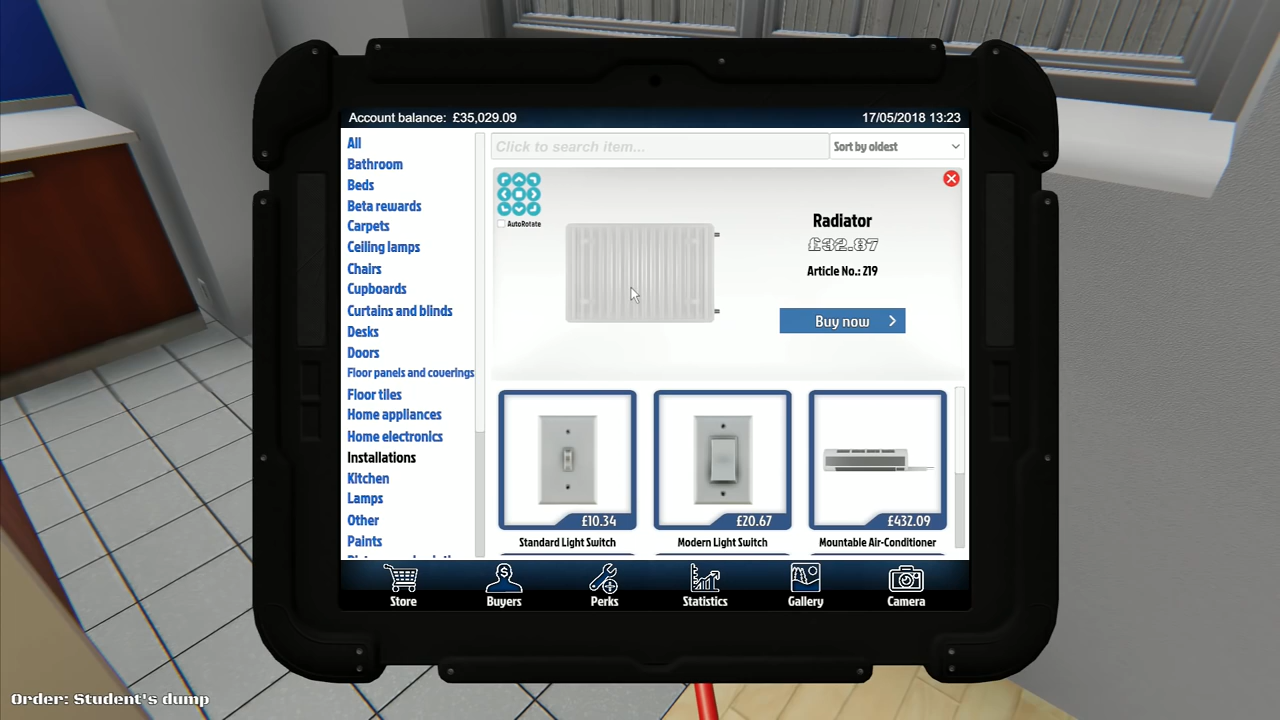 Account balance: £35,029.09
17/05/2018 13:23
All
Bathroom
Beds
Beta rewards
Carpets
Ceiling lamps
Chairs
Cupboards
Curtains and blinds
Desks
Doors
Floor panels and coverings
Floor tiles
Home appliances
Home electronics
Installations
Kitchen
Lamps
Other
Paints
Click to search item...
Sort by oldest
AutoRotate
Radiator
£32.87
Article No.: Z19
Buy now
£10.34
£20.67
£432.09
Standard Light Switch
Modern Light Switch
Mountable Air-Conditioner
Store
Buyers
Perks
Statistics
Gallery
Camera
Order: Student's dump